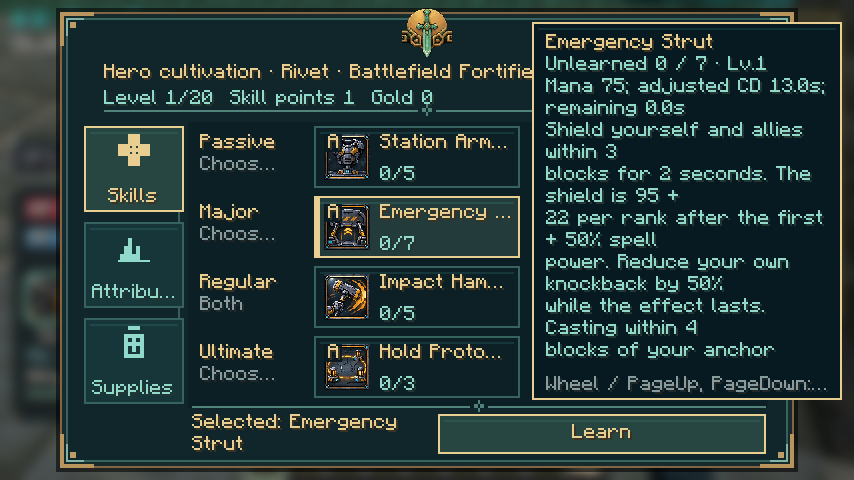 Hero cultivation · Rivet · Battlefield Fortifie
Level 1/20 Skill points 1 Gold 0
Skills
Attribu...
Supplies
Passive
Choos...
A
Station Arm...
0/5
Major
Choos...
A
Emergency ...
0/7
Regular
Both
Impact Ham...
0/5
Ultimate
Choos...
A
Hold Proto...
0/3
Selected: Emergency
Strut
Learn
Emergency Strut
Unlearned 0 / 7 · Lv.1
Mana 75; adjusted CD 13.0s;
remaining 0.0s
Shield yourself and allies
within 3
blocks for 2 seconds. The
shield is 95 +
22 per rank after the first
+ 50% spell
power. Reduce your own
knockback by 50%
while the effect lasts.
Casting within 4
blocks of your anchor
Wheel / PageUp, PageDown:...